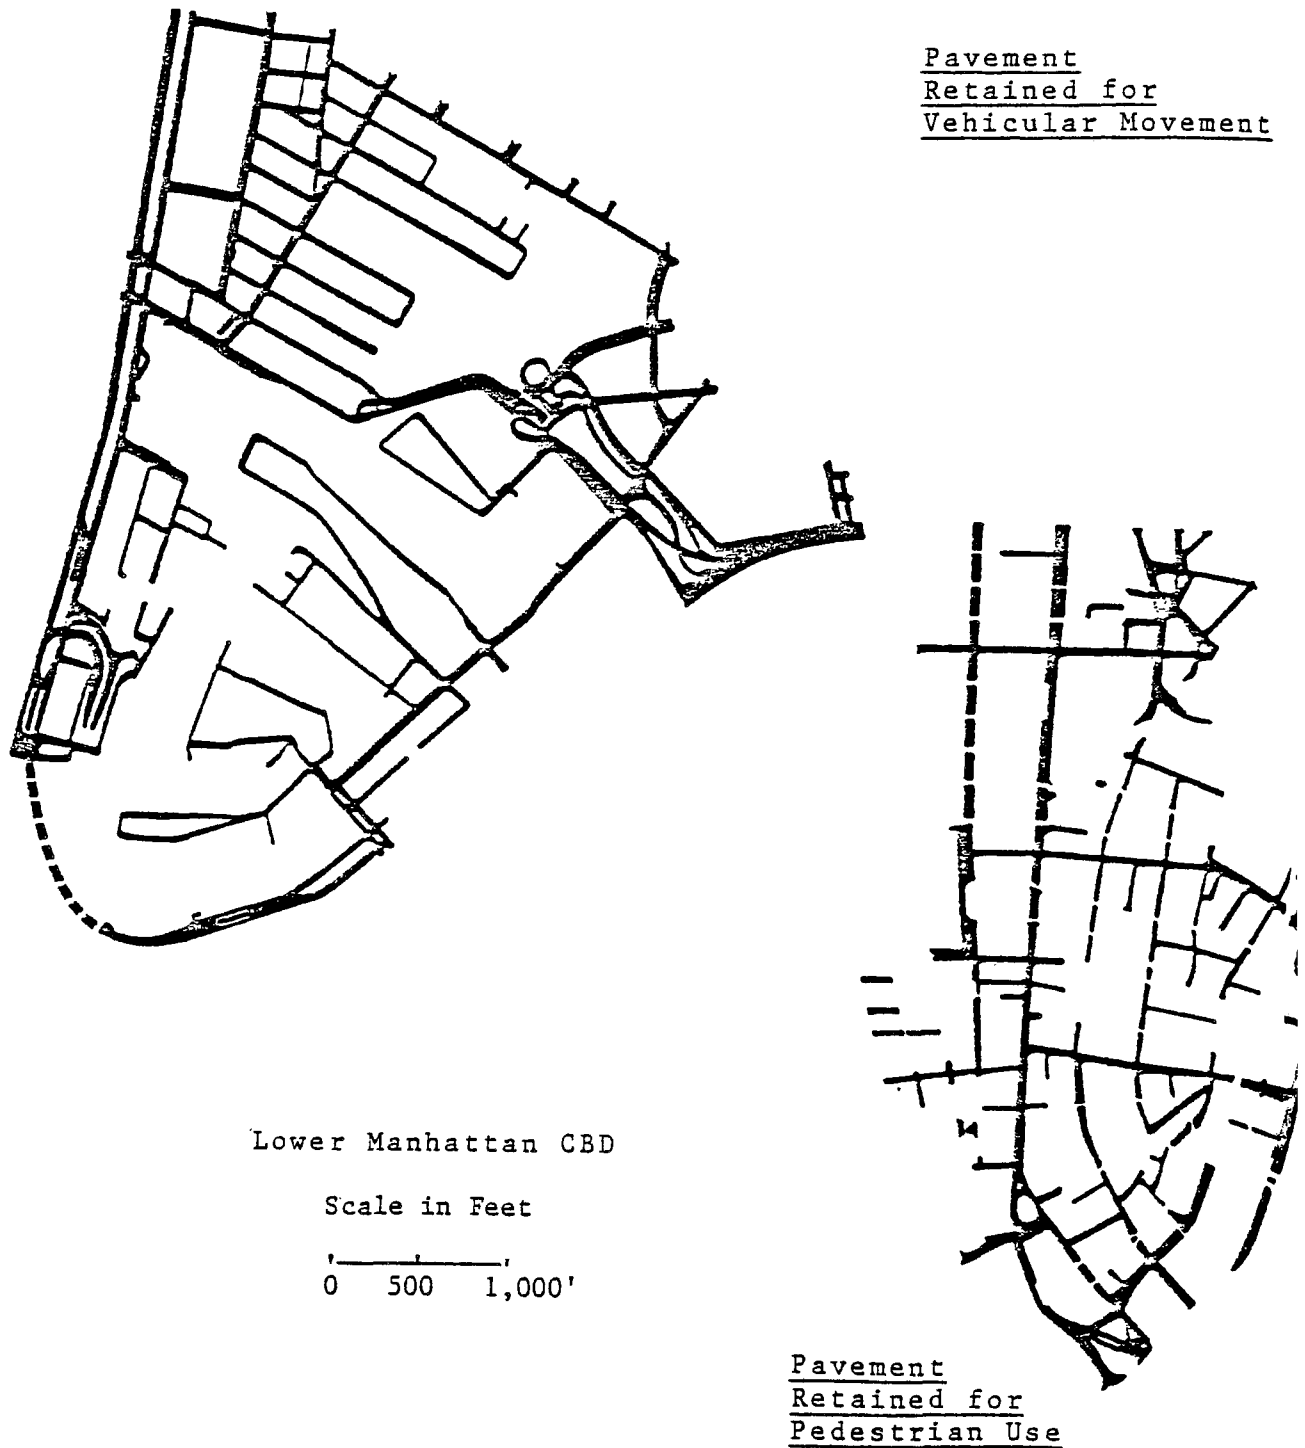 Pavement
Retained for
Vehicular Movement
Lower Manhattan CBD
Scale in Feet
0 500 1,000'
Pavement
Retained for
Pedestrian Use